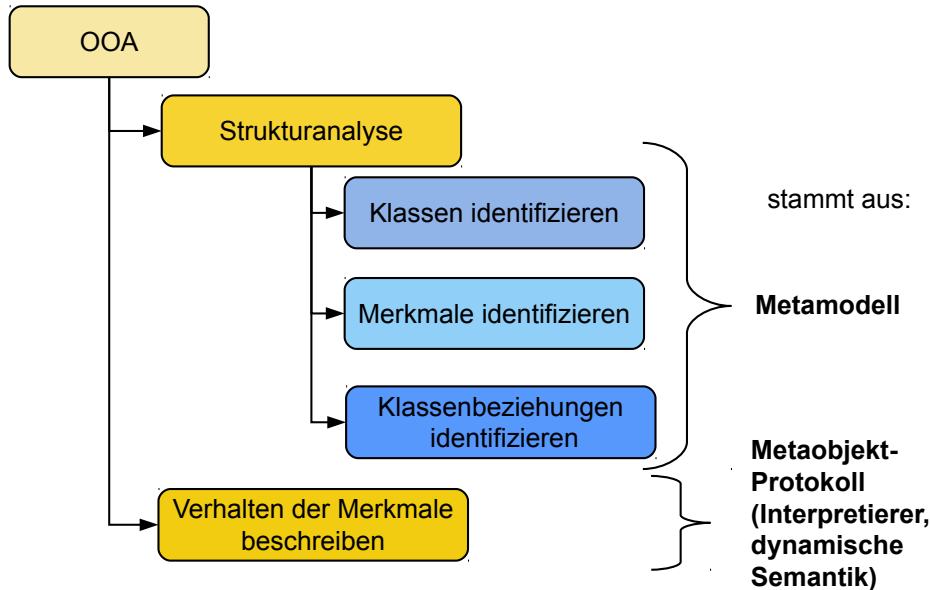 OOA
Strukturanalyse
Klassen identifizieren
stammt aus:
Merkmale identifizieren
Metamodell
Klassenbeziehungen
identifizieren
Verhalten der Merkmale
beschreiben
Metaobjekt-
Protokoll
(Interpretierer,
dynamische
Semantik)